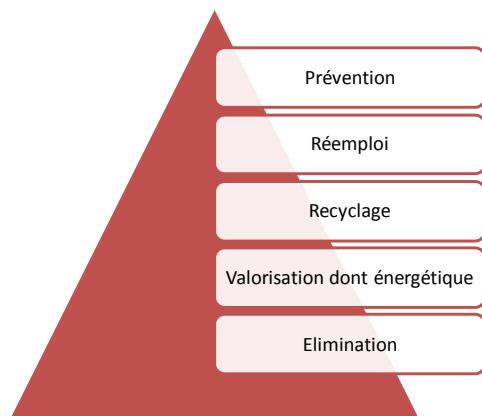 Prévention
Réemploi
Recyclage
Valorisation dont énergétique
Elimination